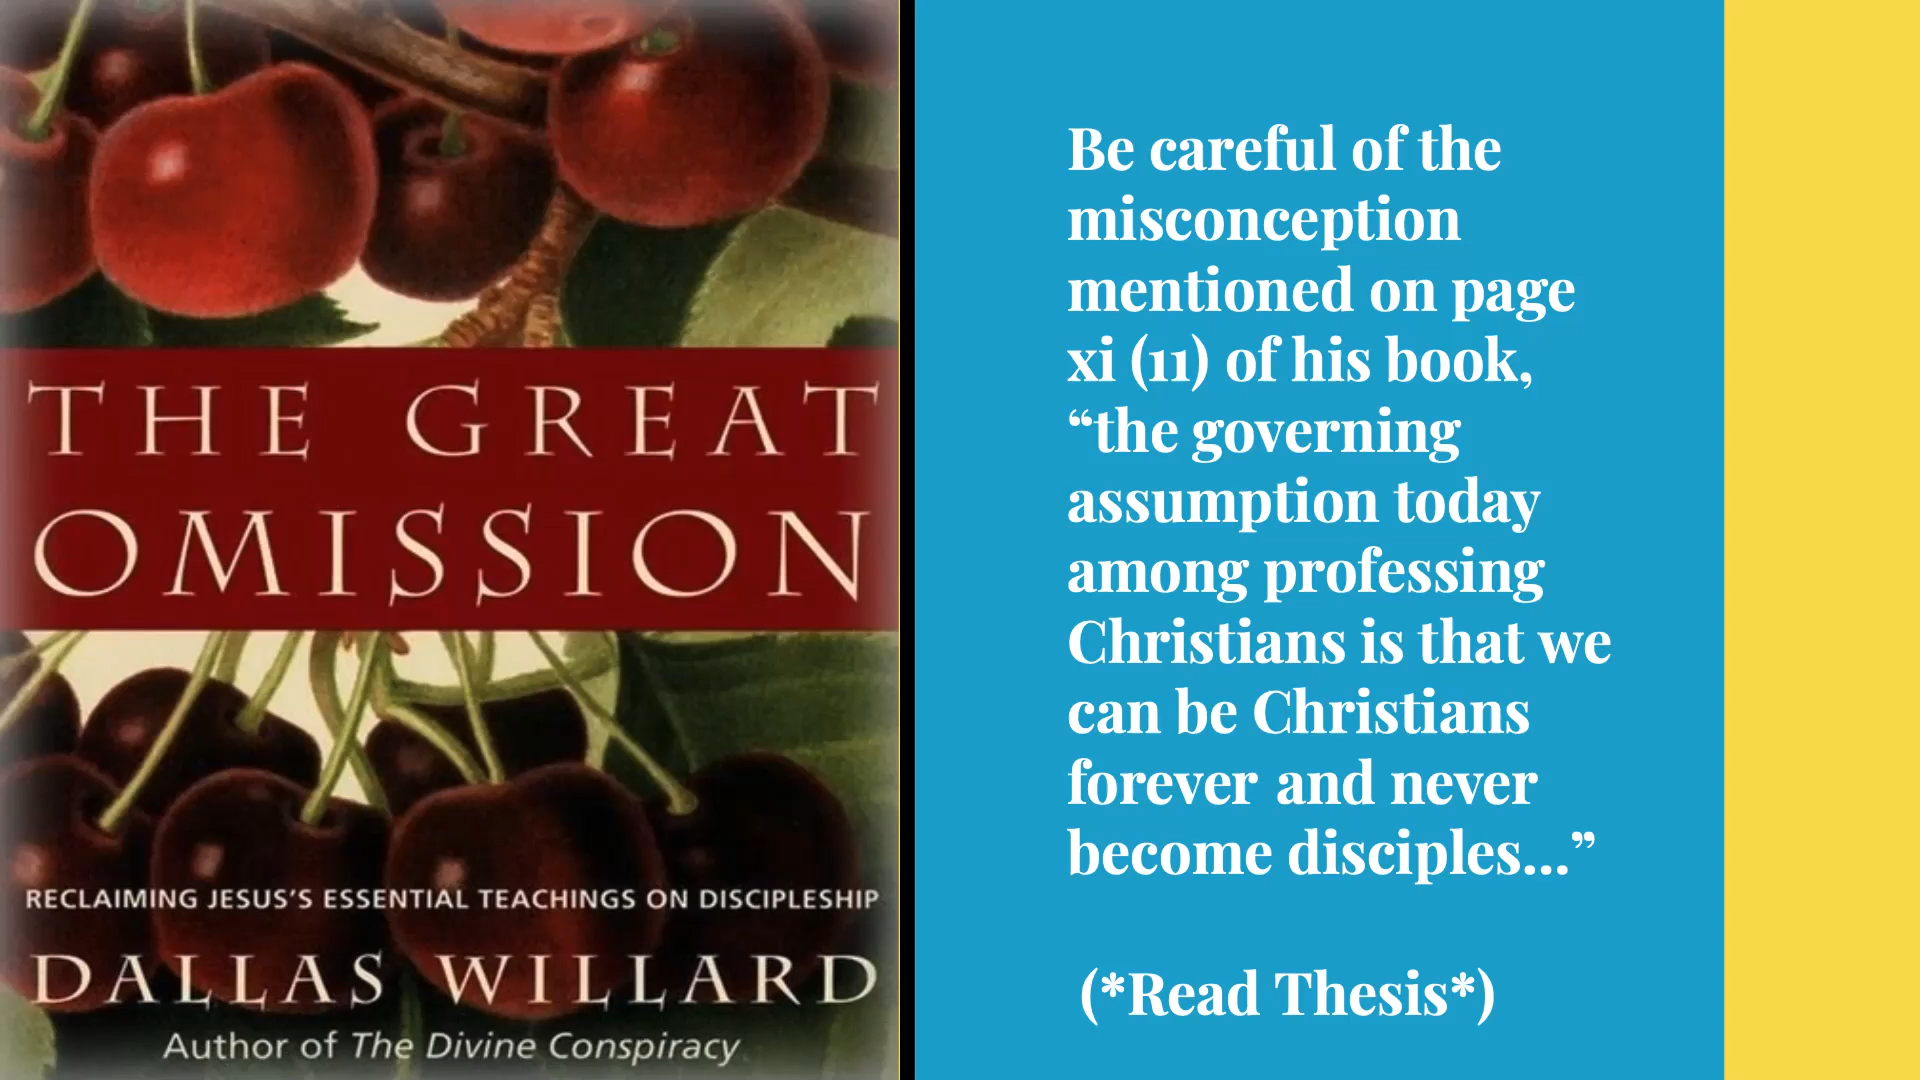 THE GREAT
OMISSION
RECLAIMING JESUS'S ESSENTIAL TEACHINGS ON DISCIPLESHIP
DALLAS WILLARD
Author of The Divine Conspiracy
Be careful of the
misconception
mentioned on page
xi (11) of his book,
“the governing
assumption today
among professing
Christians is that we
can be Christians
forever and never
become disciples...”
(*Read Thesis*)